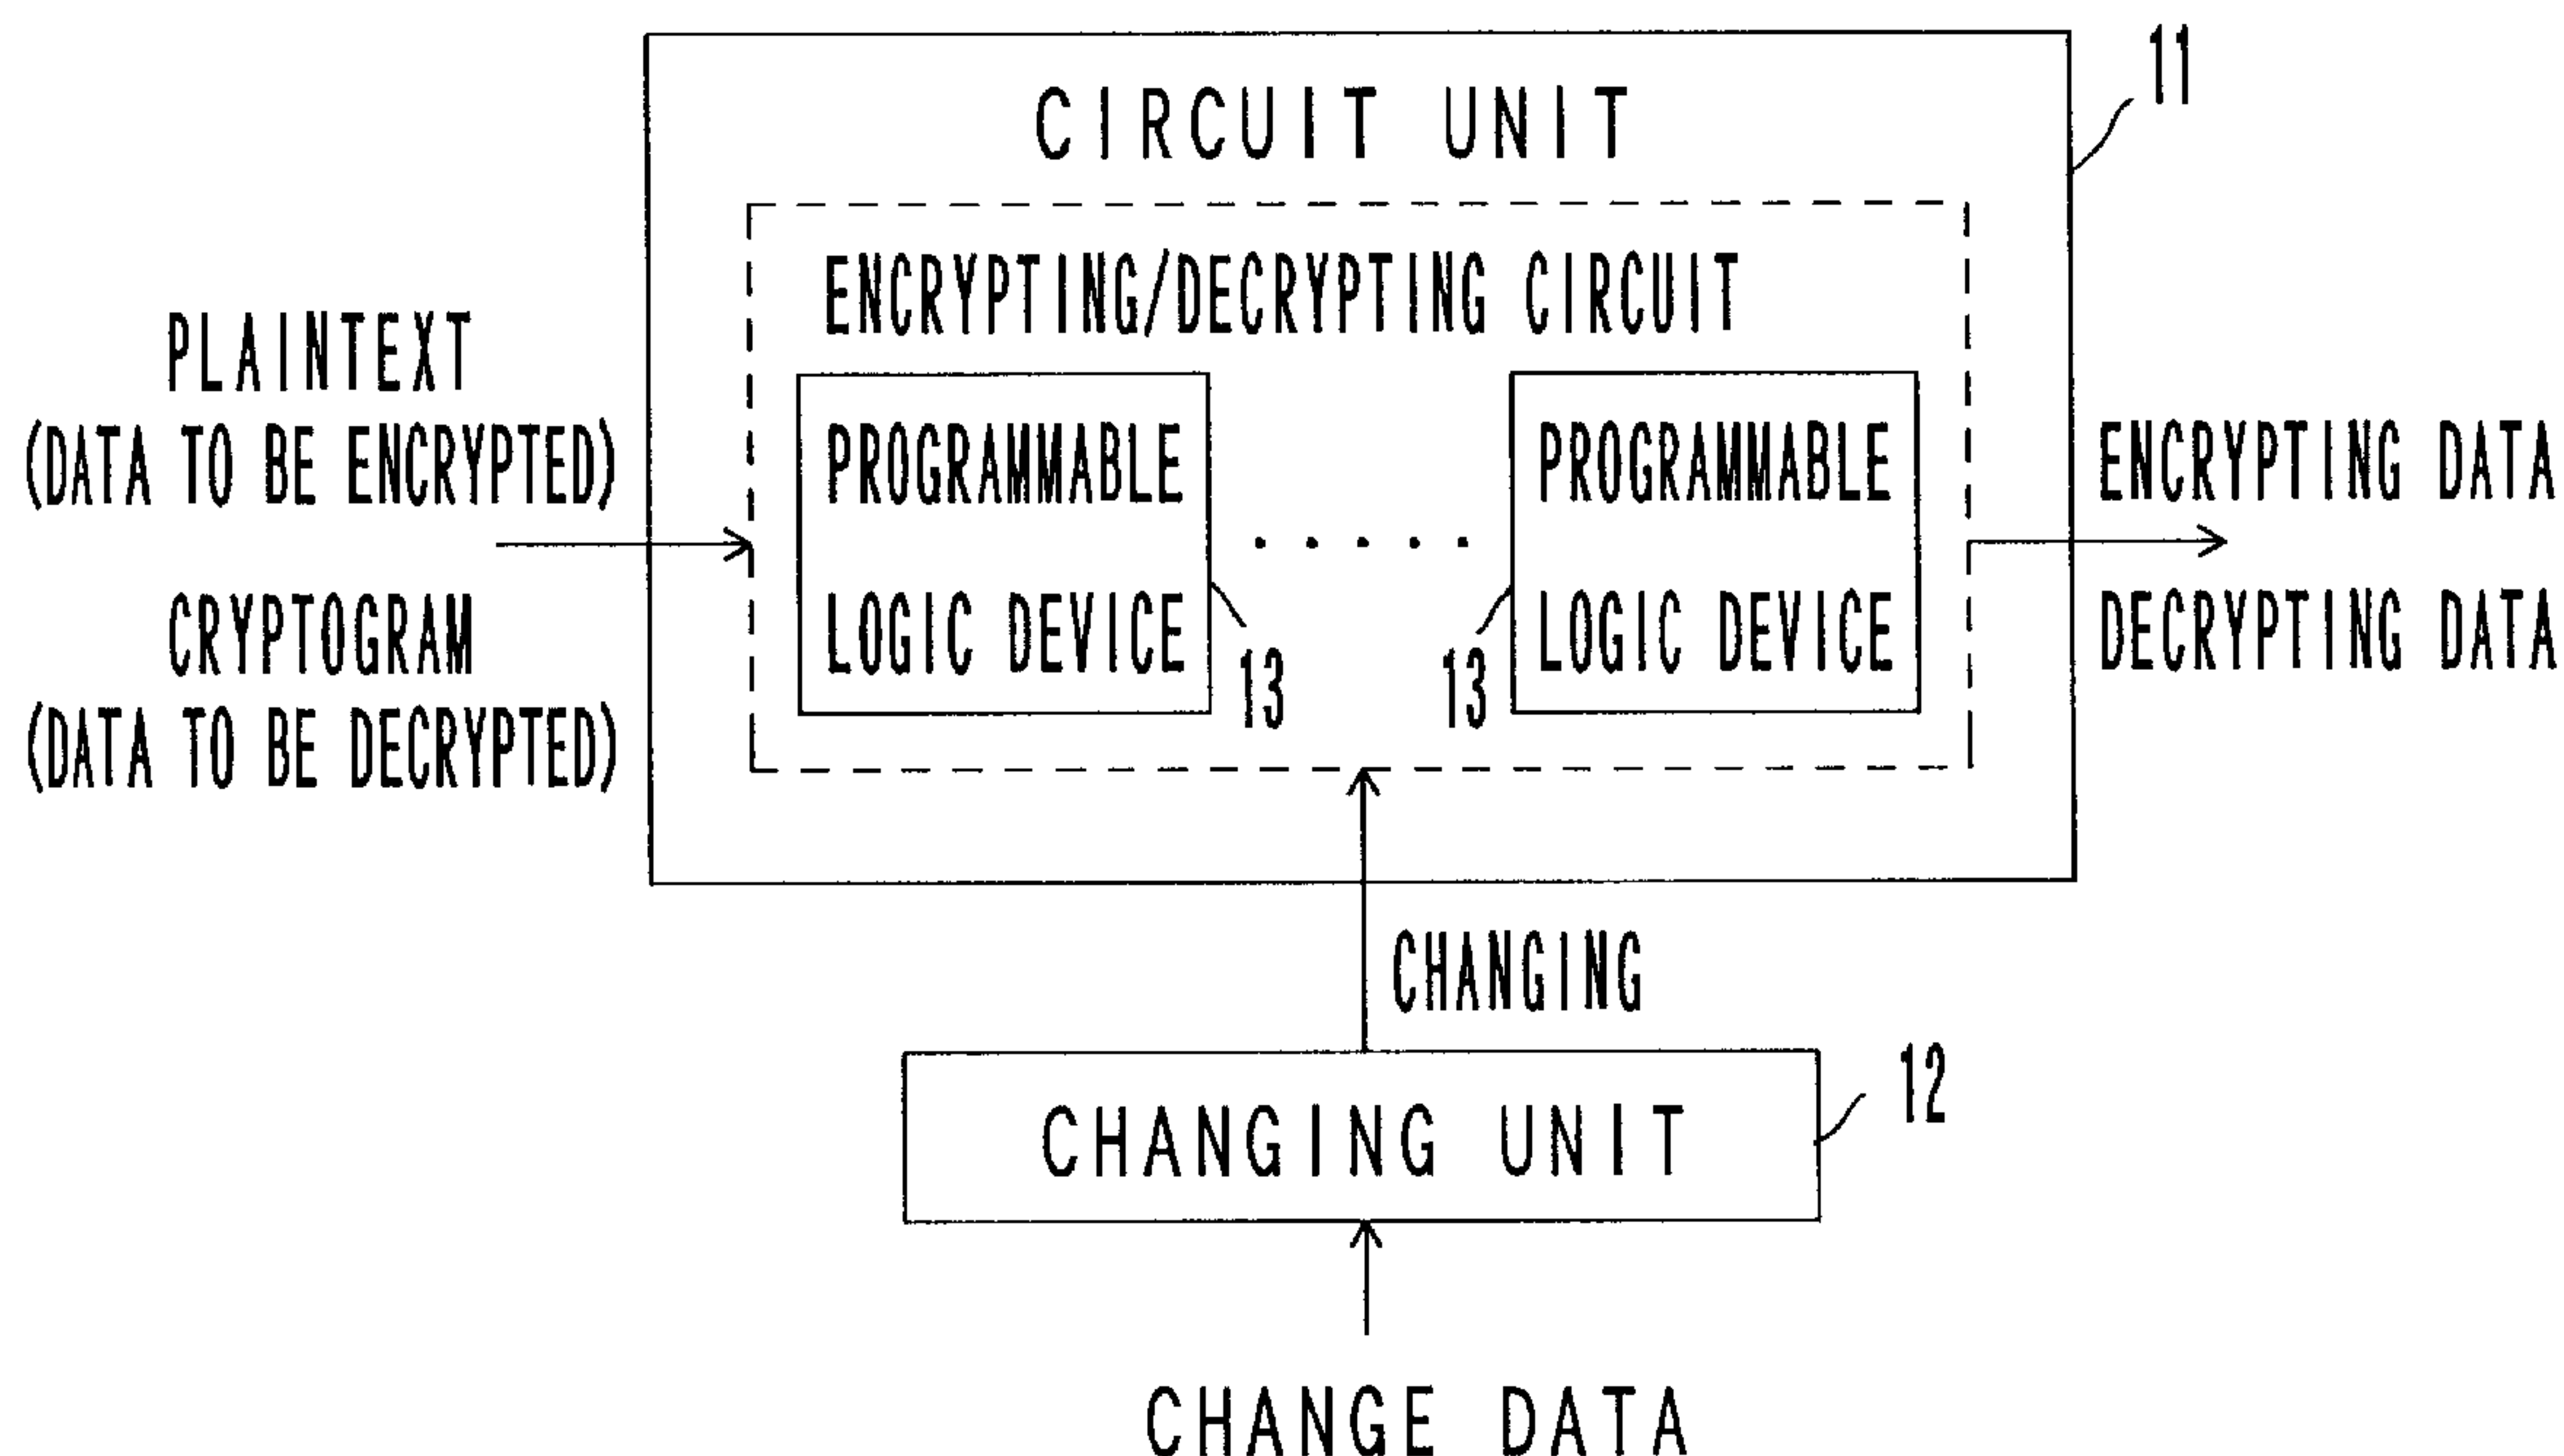 11
CIRCUIT UNIT
ENCRYPTING/DECRYPTING CIRCUIT
PLAINTEXT
(DATA TO BE ENCRYPTED)
CRYPTOGRAM
(DATA TO BE DECRYPTED)
PROGRAMMABLE
LOGIC DEVICE
13
.....
PROGRAMMABLE
LOGIC DEVICE
13
ENCRYPTING DATA
DECRYPTING DATA
CHANGING
12
CHANGING UNIT
CHANGE DATA